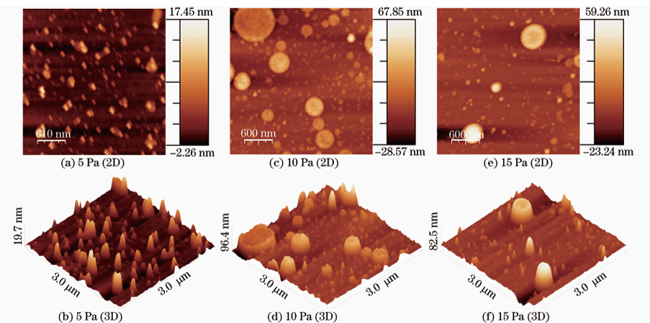 17.45 nm
610 nm
−2.26 nm
(a) 5 Pa (2D)
67.85 nm
600 nm
−28.57 nm
(c) 10 Pa (2D)
59.26 nm
600 nm
−23.24 nm
(e) 15 Pa (2D)
19.7 nm
3.0 μm
3.0 μm
(b) 5 Pa (3D)
96.4 nm
3.0 μm
3.0 μm
(d) 10 Pa (3D)
82.5 nm
3.0 μm
3.0 μm
(f) 15 Pa (3D)